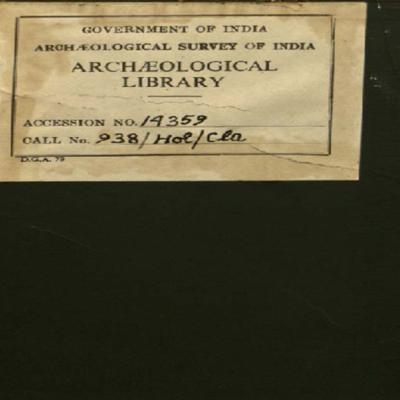 GOVERNMENT OF INDIA
ARCHÆOLOGICAL SURVEY OF INDIA
ARCHÆOLOGICAL
LIBRARY
ACCESSION NO. 14359
CALL No. 938/Hol/Cla
D.G.A. 79